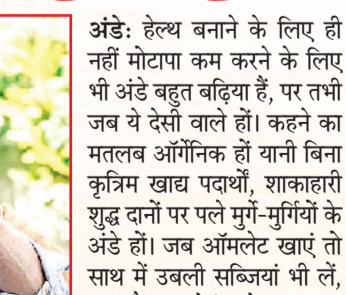 अंडेः हेल्थ बनाने के लिए ही
नहीं मोटापा कम करने के लिए
भी अंडे बहुत बढ़िया हैं, पर तभी
जब ये देसी वाले हों। कहने का
मतलब ऑर्गेनिक हों यानी बिना
कृत्रिम खाद्य पदार्थों, शाकाहारी
शुद्ध दानों पर पले मुर्गे-मुर्गियों के
अंडे हों। जब ऑमलेट खाएं तो
साथ में उबली सब्जियां भी लें,